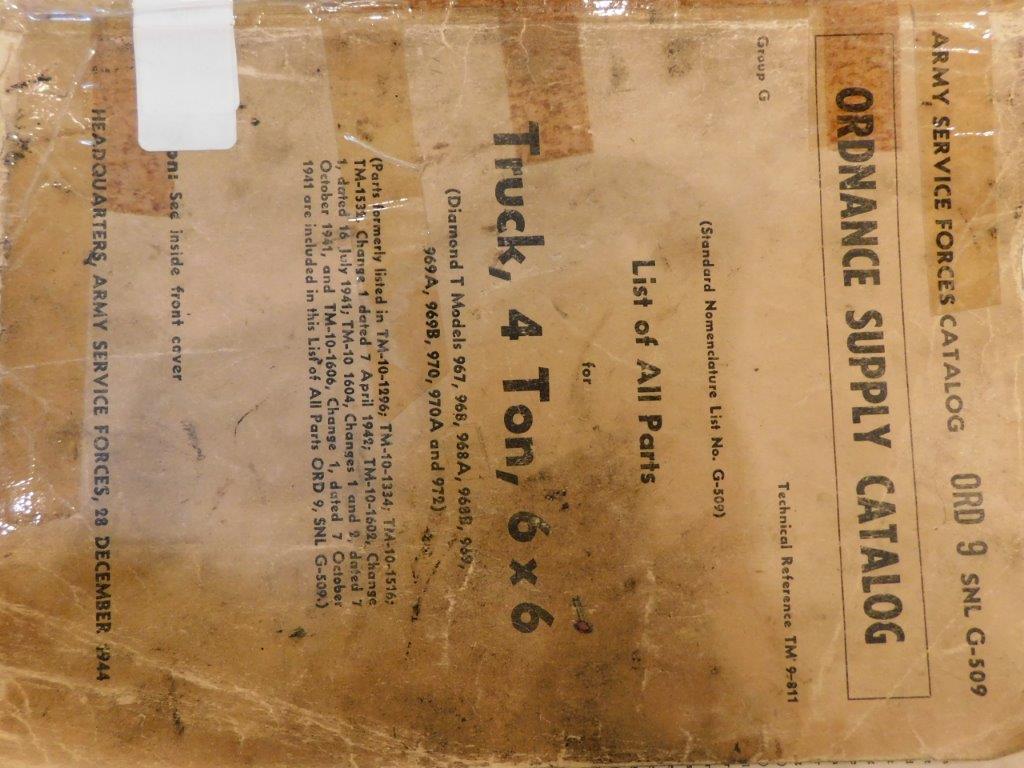 ARMY SERVICE FORCES CATALOG ORD 9 SNL G-509
ORDNANCE SUPPLY CATALOG
Group G
Technical Reference TM 9-811
(Standard Nomenclature List No. G-509)
List of All Parts
for
Truck, 4 Ton, 6 x 6
(Diamond T Models 967, 968, 968A, 968B, 969,
969A, 969B, 970, 970A and 972)
(Parts formerly listed in TM-10-1296; TM-10-1334; TM-10-1516;
TM-1532 Change 1 dated 7 April 1942; TM-10-1602, Change
1, dated 16 July 1941; TM-10 1604, Changes 1 and 2, dated 7
October 1941, and TM-10-1606, Change 1, dated 7 October
1941 are included in this List of All Parts ORD 9, SNL G-509.)
on: See inside front cover
HEADQUARTERS, ARMY SERVICE FORCES, 28 DECEMBER 1944